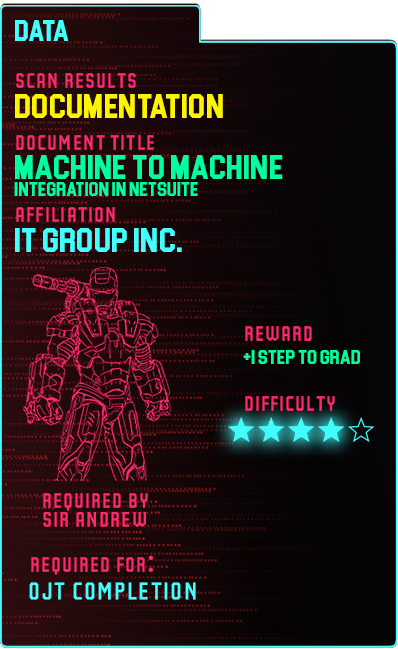 DATA
SCAN RESULTS
DOCUMENTATION
DOCUMENT TITLE
MACHINE TO MACHINE
INTEGRATION IN NETSUITE
AFFILIATION
IT GROUP INC.
REWARD
+1 STEP TO GRAD
DIFFICULTY
REQUIRED BY
SIR ANDREW
REQUIRED FOR:
OJT COMPLETION